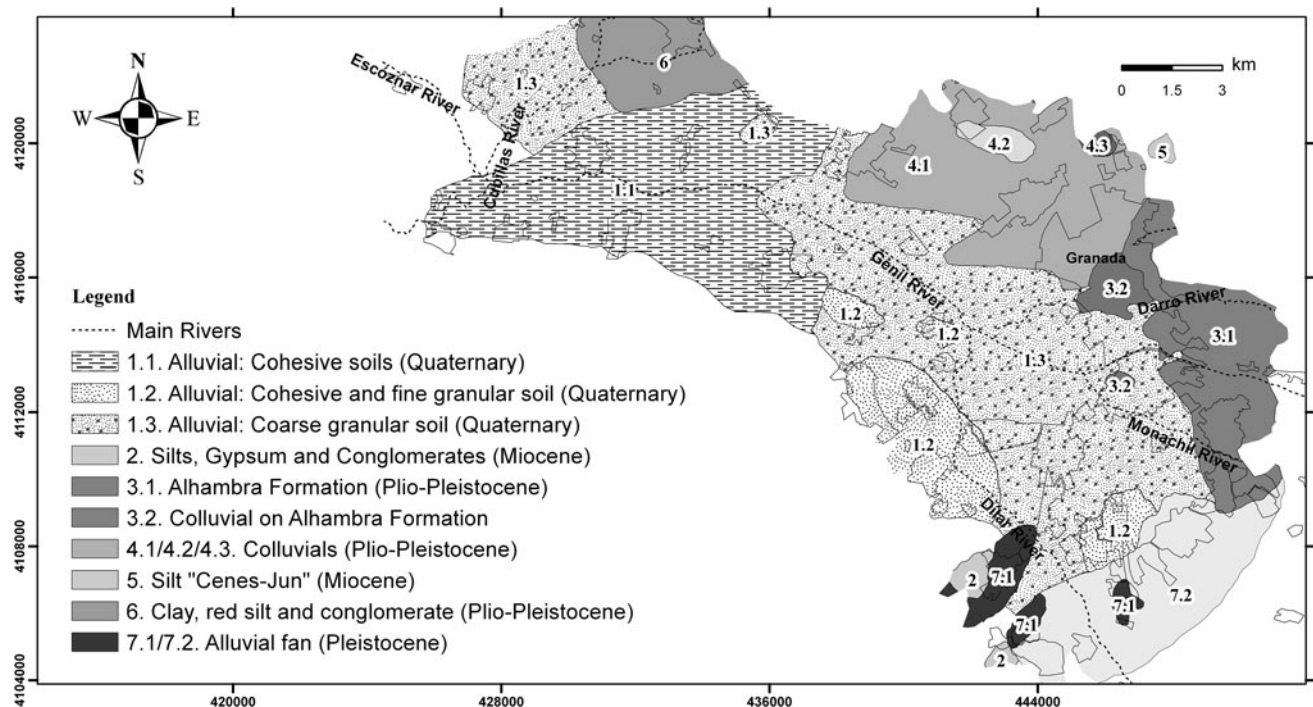 420000
428000
436000
444000
4120000
4116000
4112000
4108000
4104000
N
W
E
S
km
0 1.5 3
Escoznar River
Cubillas River
6
1.3
1.3
4.2
4.3
5
4.1
1.1
Genil River
Granada
3.2
Darro River
3.1
1.2
1.2
1.3
3.2
Monachil River
1.2
Dilar River
1.2
2
7.1
7.1
7.1
7.2
2
Legend
Main Rivers
1.1. Alluvial: Cohesive soils (Quaternary)
1.2. Alluvial: Cohesive and fine granular soil (Quaternary)
1.3. Alluvial: Coarse granular soil (Quaternary)
2. Silts, Gypsum and Conglomerates (Miocene)
3.1. Alhambra Formation (Plio-Pleistocene)
3.2. Colluvial on Alhambra Formation
4.1/4.2/4.3. Colluvials (Plio-Pleistocene)
5. Silt "Cenes-Jun" (Miocene)
6. Clay, red silt and conglomerate (Plio-Pleistocene)
7.1/7.2. Alluvial fan (Pleistocene)
420000
428000
436000
444000